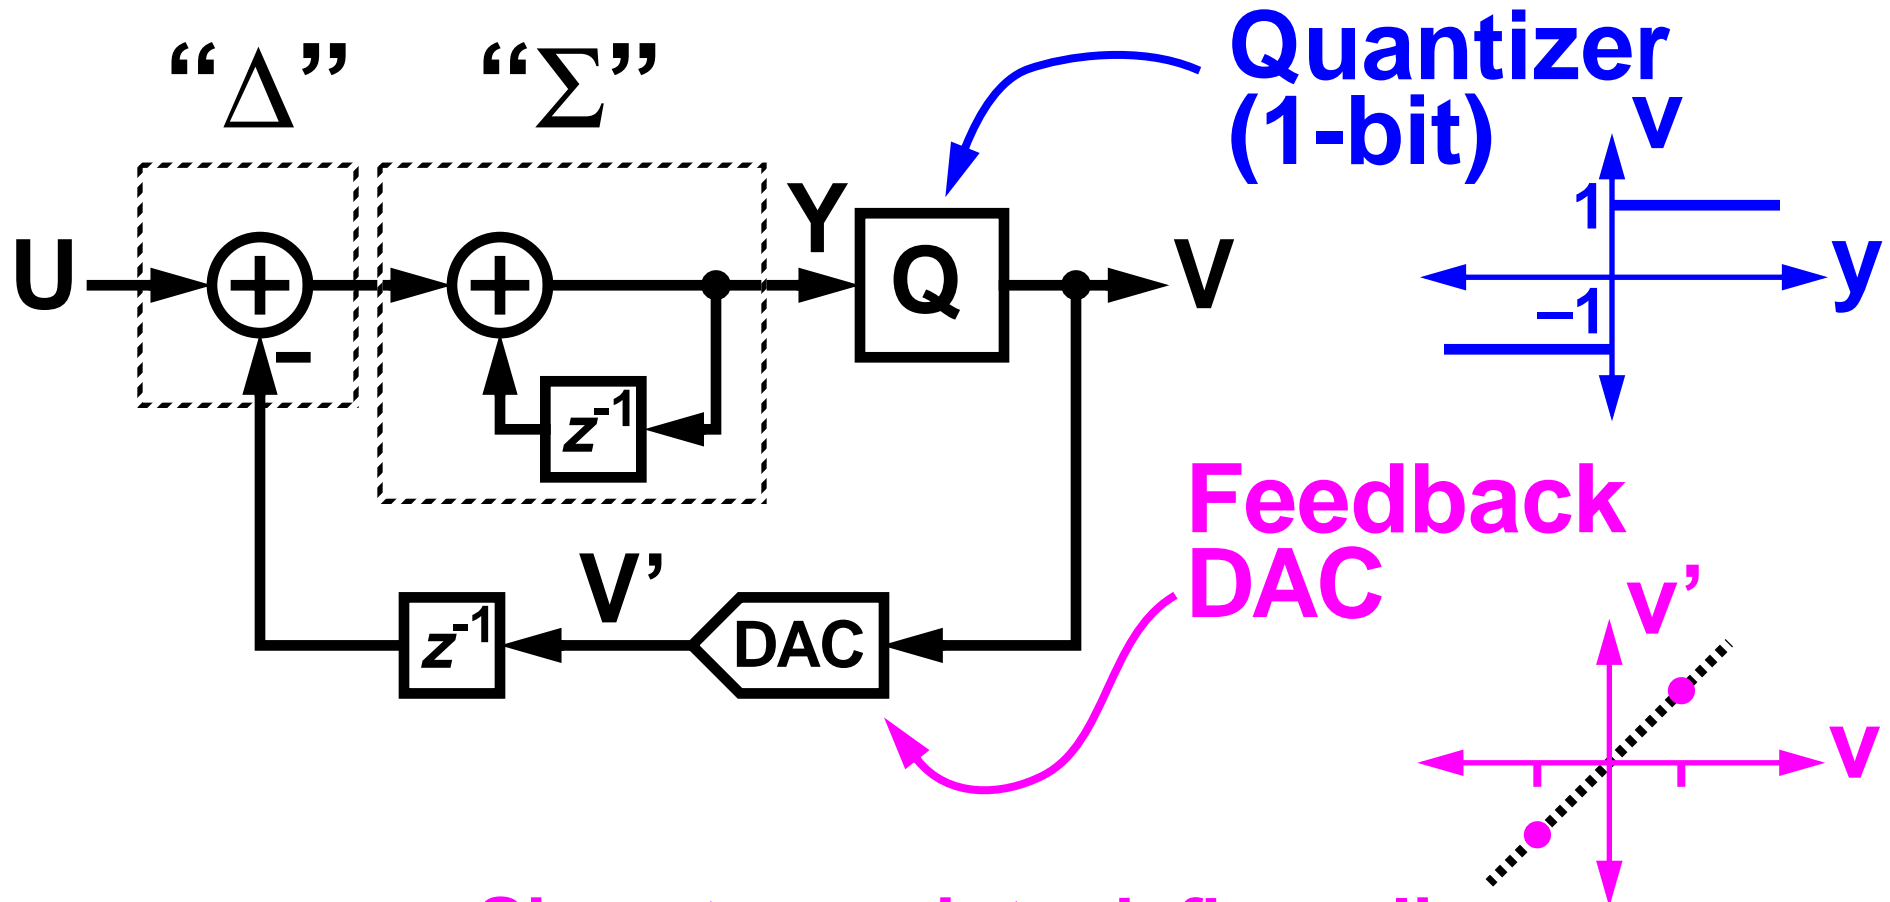 “Δ”
“Σ”
Quantizer
(1-bit)
v
1
y
–1
U
–
Y
Q
V
z-1
Feedback
DAC
V’
DAC
z-1
v’
v